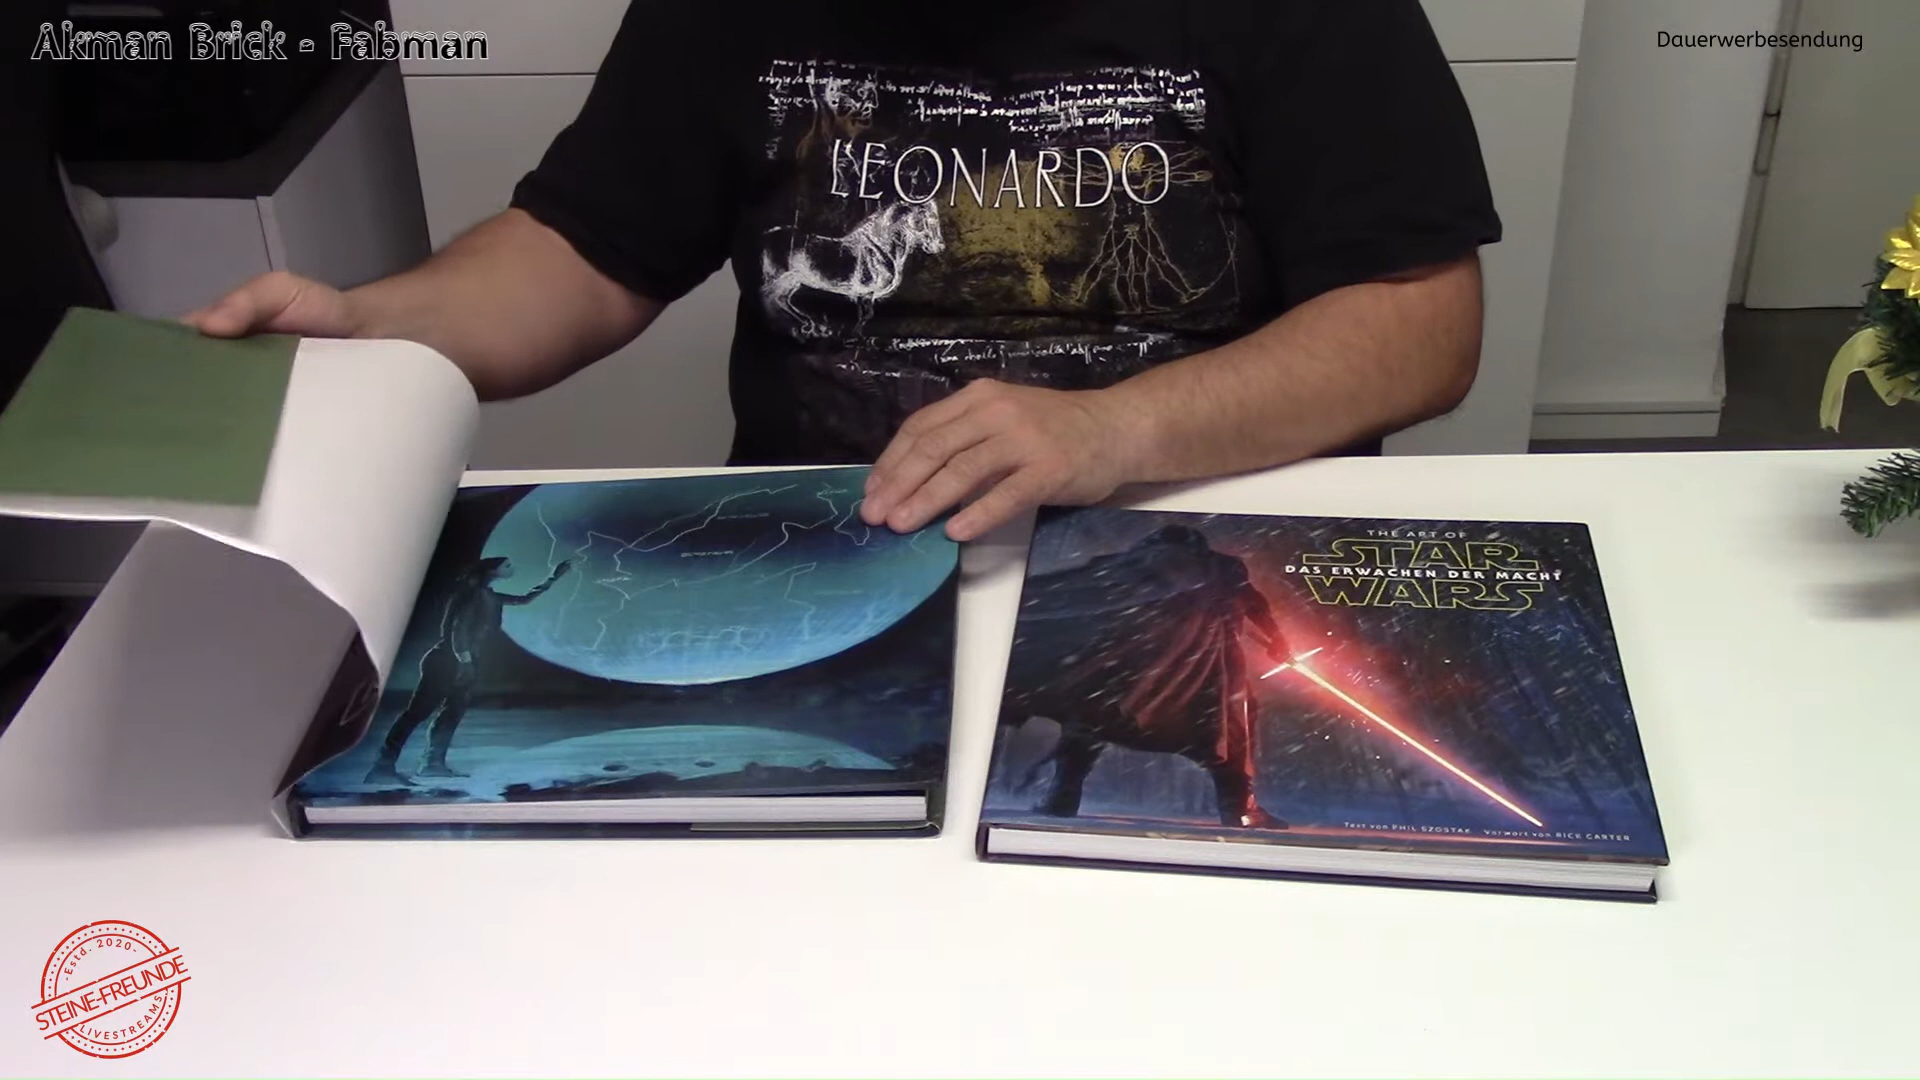 Akman Brick - Fabman
Dauerwerbesendung
LEONARDO
THE ART OF
STAR
DAS ERWACHEN DER MACHT
WARS
Text von PHIL SZOSTAK Vorwort von RICK CARTER
-Estd. 2020-
STEINE-FREUNDE
LIVESTREAMS